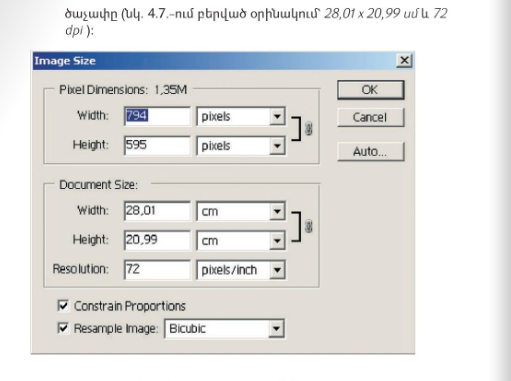 ծաչափը (նկ. 4.7.-ում բերված օրինակում՝ 28,01 x 20,99 սմ և 72
dpi ):
Image Size
Pixel Dimensions: 1,35M
Width: 794 pixels
Height: 595 pixels
Document Size:
Width: 28,01 cm
Height: 20,99 cm
Resolution: 72 pixels/inch
Constrain Proportions
Resample Image: Bicubic
OK
Cancel
Auto...